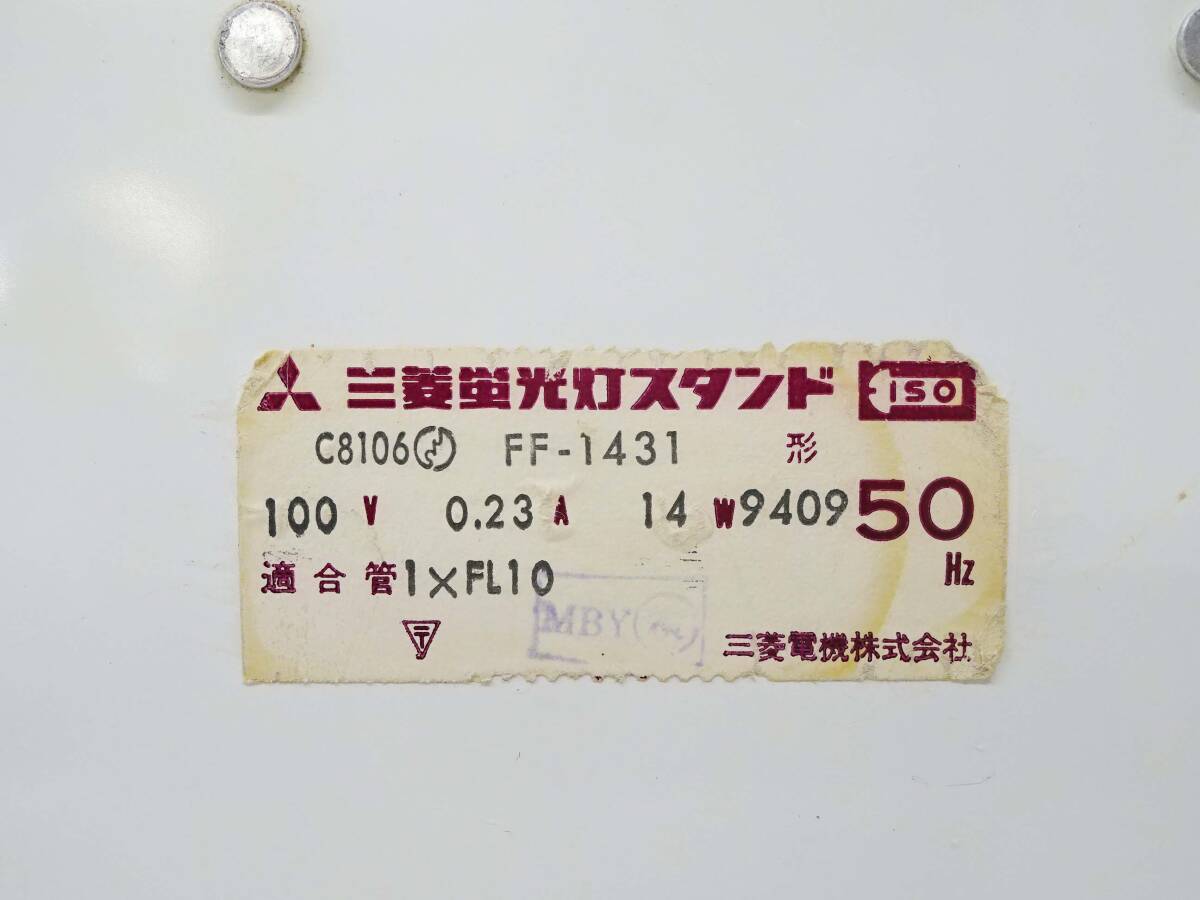 三菱蛍光灯スタンド ISO
C8106 FF-1431 形
100 V 0.23 A 14 W 9409 50 Hz
適合管 1×FL10
MBY
〒 三菱電機株式会社